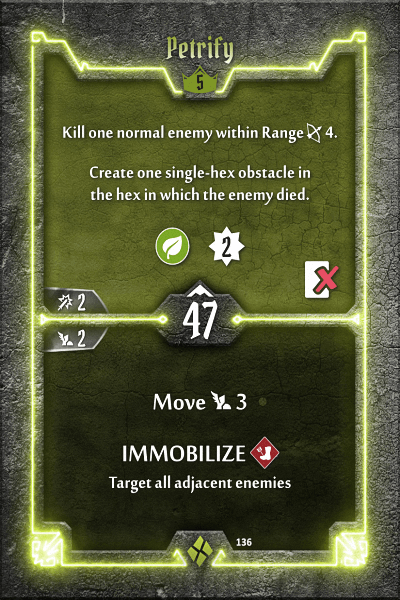 Petrify
5
Kill one normal enemy within Range 4.
Create one single-hex obstacle in
the hex in which the enemy died.
2
2
47
2
Move 3
IMMOBILIZE
Target all adjacent enemies
136